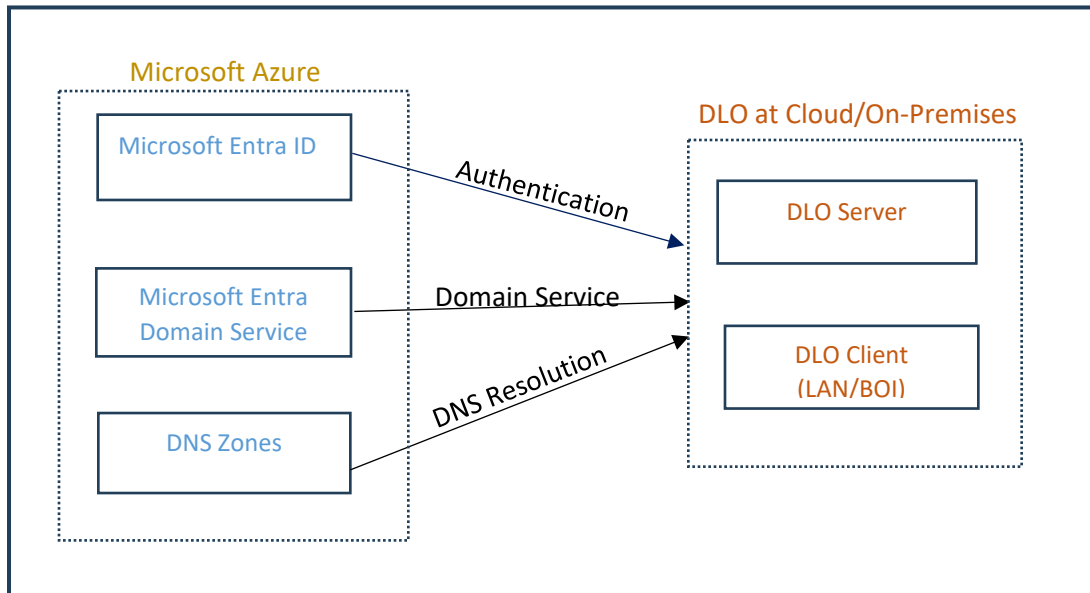 Microsoft Azure
Microsoft Entra ID
Microsoft Entra
Domain Service
DNS Zones
Authentication
Domain Service
DNS Resolution
DLO at Cloud/On-Premises
DLO Server
DLO Client
(LAN/BOI)